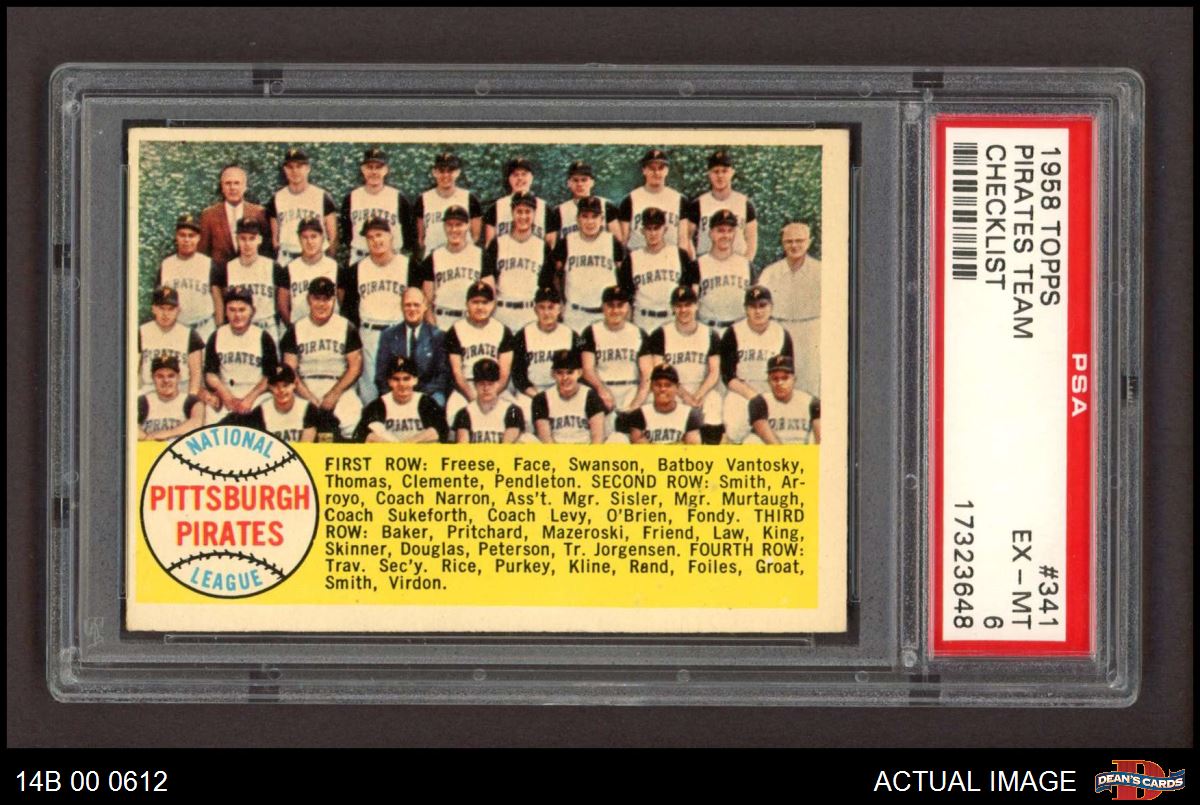 NATIONAL
PITTSBURGH
PIRATES
LEAGUE
FIRST ROW: Freese, Face, Swanson, Batboy Vantosky,
Thomas, Clemente, Pendleton. SECOND ROW: Smith, Ar-
royo, Coach Narron, Ass't. Mgr. Sisler, Mgr. Murtaugh,
Coach Sukeforth, Coach Levy, O'Brien, Fondy. THIRD
ROW: Baker, Pritchard, Mazeroski, Friend, Law, King,
Skinner, Douglas, Peterson, Tr. Jorgensen. FOURTH ROW:
Trav. Sec'y. Rice, Purkey, Kline, Rand, Foiles, Groat,
Smith, Virdon.
PSA
1958 TOPPS #341
PIRATES TEAM EX-MT
CHECKLIST 6
17323648
14B 00 0612
ACTUAL IMAGE
DEAN'S CARDS